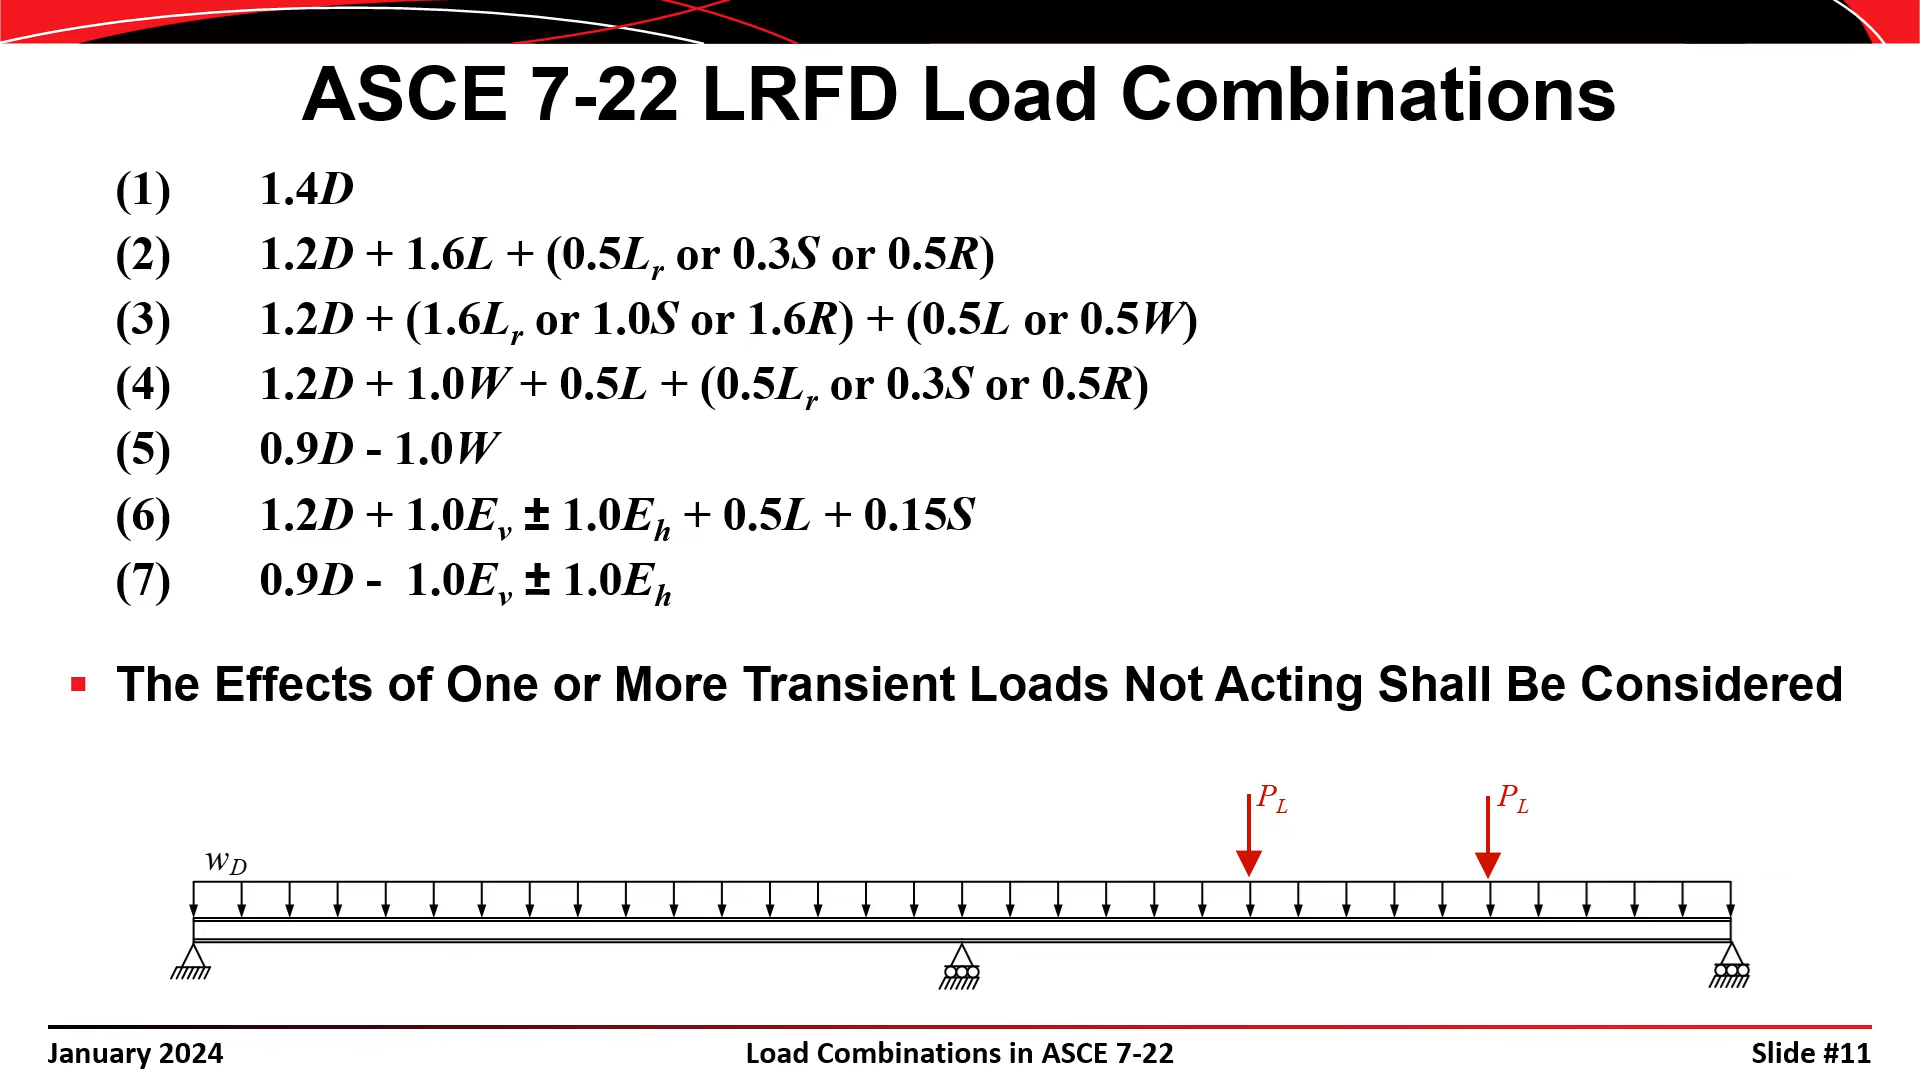 ASCE 7-22 LRFD Load Combinations
(1) 1.4D
(2) 1.2D + 1.6L + (0.5Lr or 0.3S or 0.5R)
(3) 1.2D + (1.6Lr or 1.0S or 1.6R) + (0.5L or 0.5W)
(4) 1.2D + 1.0W + 0.5L + (0.5Lr or 0.3S or 0.5R)
(5) 0.9D - 1.0W
(6) 1.2D + 1.0Ev ± 1.0Eh + 0.5L + 0.15S
(7) 0.9D - 1.0Ev ± 1.0Eh
▪ The Effects of One or More Transient Loads Not Acting Shall Be Considered
PL PL
wD
January 2024 Load Combinations in ASCE 7-22 Slide #11